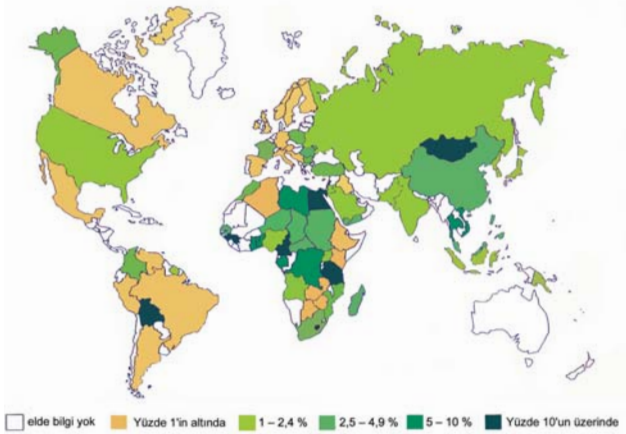 elde bilgi yok Yüzde 1'in altında 1 – 2,4 % 2,5 – 4,9 % 5 – 10 % Yüzde 10'un üzerinde